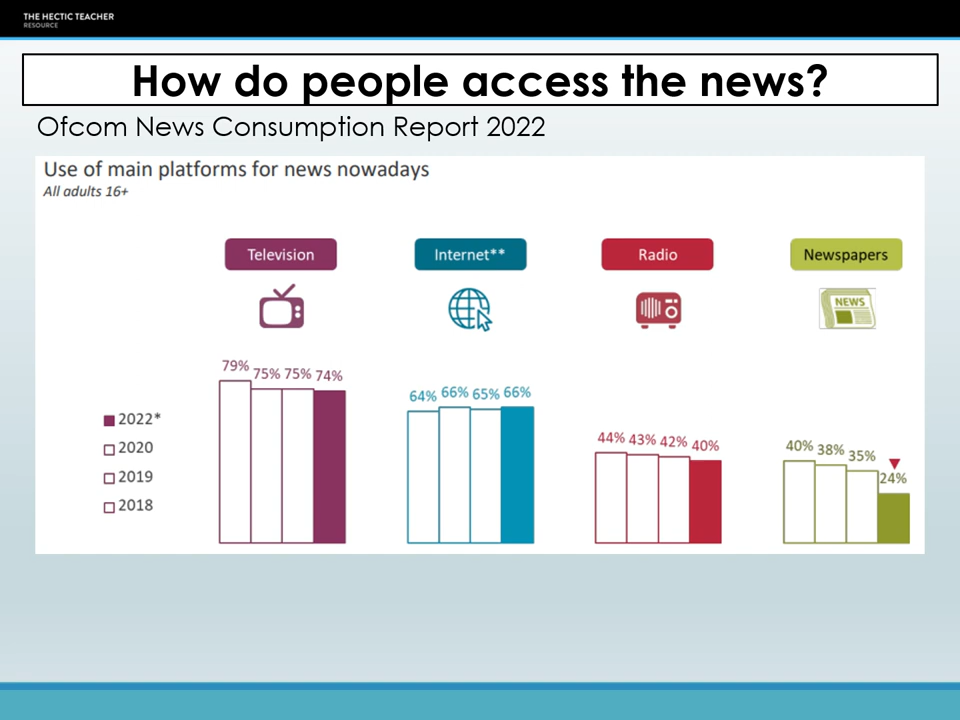 THE HECTIC TEACHER
RESOURCE
How do people access the news?
Ofcom News Consumption Report 2022
Use of main platforms for news nowadays
All adults 16+
Television
Internet**
Radio
Newspapers
NEWS
79% 75% 75% 74%
64% 66% 65% 66%
44% 43% 42% 40%
40% 38% 35% 24%
2022*
2020
2019
2018